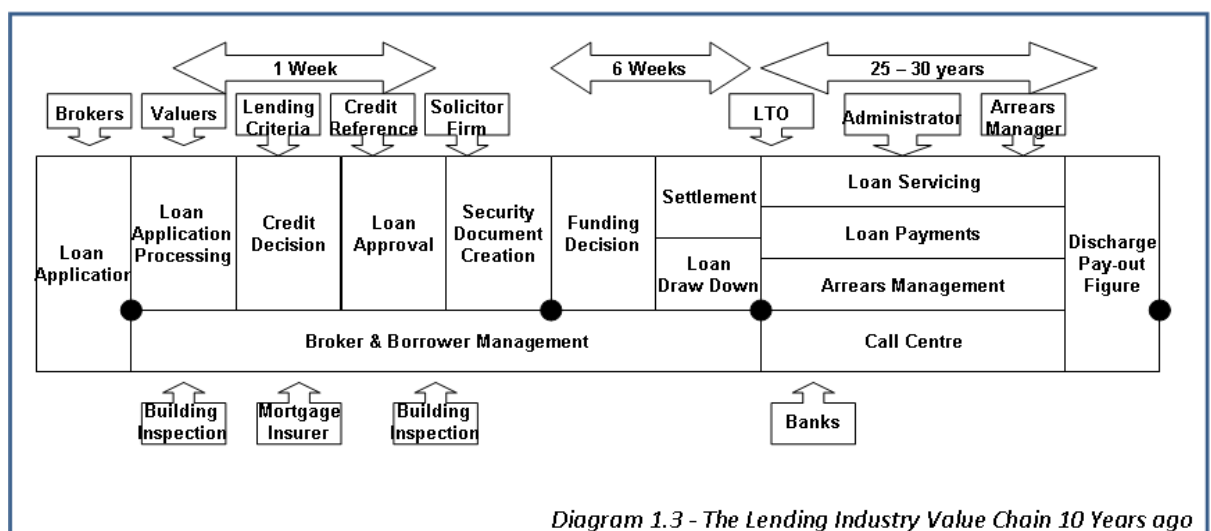 1 Week
6 Weeks
25 – 30 years
Brokers
Valuers
Lending
Criteria
Credit
Reference
Solicitor
Firm
LTO
Administrator
Arrears
Manager
Loan
Application
Loan
Application
Processing
Credit
Decision
Loan
Approval
Security
Document
Creation
Funding
Decision
Settlement
Loan
Draw Down
Loan Servicing
Loan Payments
Arrears Management
Discharge
Pay-out
Figure
Broker & Borrower Management
Call Centre
Building
Inspection
Mortgage
Insurer
Building
Inspection
Banks
Diagram 1.3 - The Lending Industry Value Chain 10 Years ago